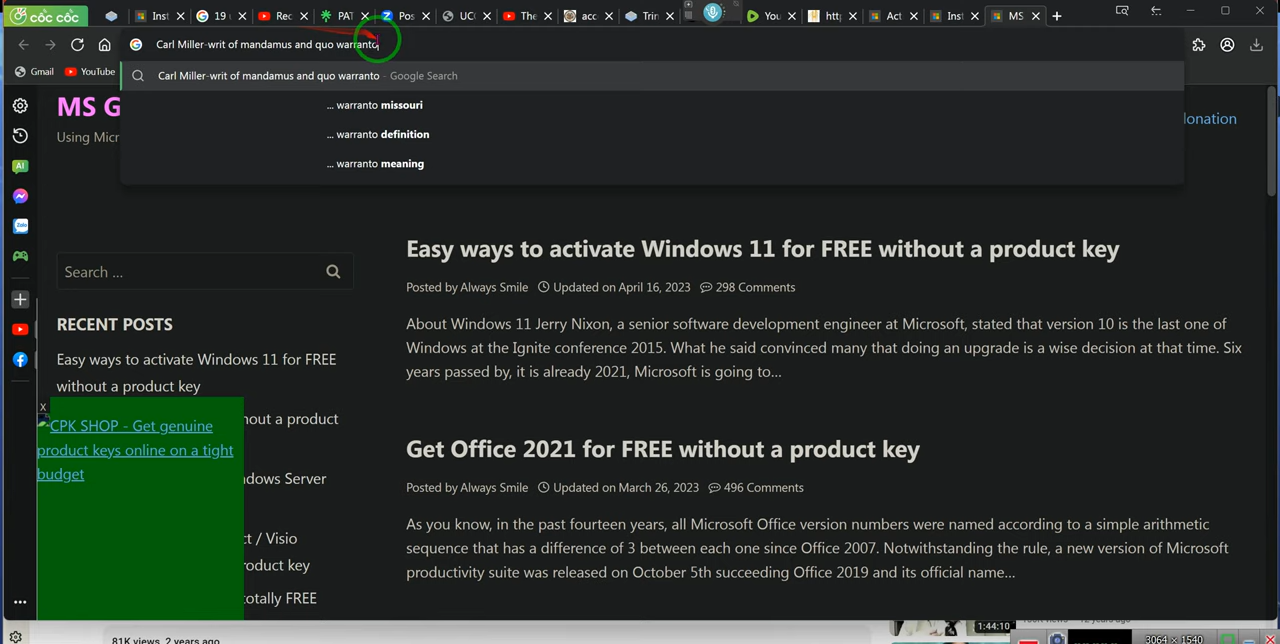 cốc cốc
Inst
19
Rec
PAT
Pos
UCC
The
acc
Trin
You
http
Act
Inst
MS
Carl Miller-writ of mandamus and quo warranto
Gmail
YouTube
Carl Miller-writ of mandamus and quo warranto - Google Search
... warranto missouri
... warranto definition
... warranto meaning
MS G
Using Micr
donation
Search ...
RECENT POSTS
Easy ways to activate Windows 11 for FREE
without a product key
hout a product
ndows Server
ct / Visio
roduct key
totally FREE
X
CPK SHOP - Get genuine
product keys online on a tight
budget
Easy ways to activate Windows 11 for FREE without a product key
Posted by Always Smile Updated on April 16, 2023 298 Comments
About Windows 11 Jerry Nixon, a senior software development engineer at Microsoft, stated that version 10 is the last one of
Windows at the Ignite conference 2015. What he said convinced many that doing an upgrade is a wise decision at that time. Six
years passed by, it is already 2021, Microsoft is going to...
Get Office 2021 for FREE without a product key
Posted by Always Smile Updated on March 26, 2023 496 Comments
As you know, in the past fourteen years, all Microsoft Office version numbers were named according to a simple arithmetic
sequence that has a difference of 3 between each one since Office 2007. Notwithstanding the rule, a new version of Microsoft
productivity suite was released on October 5th succeeding Office 2019 and its official name...
AI
Zalo
81K views 2 years ago
1:44:10
3064 × 1540